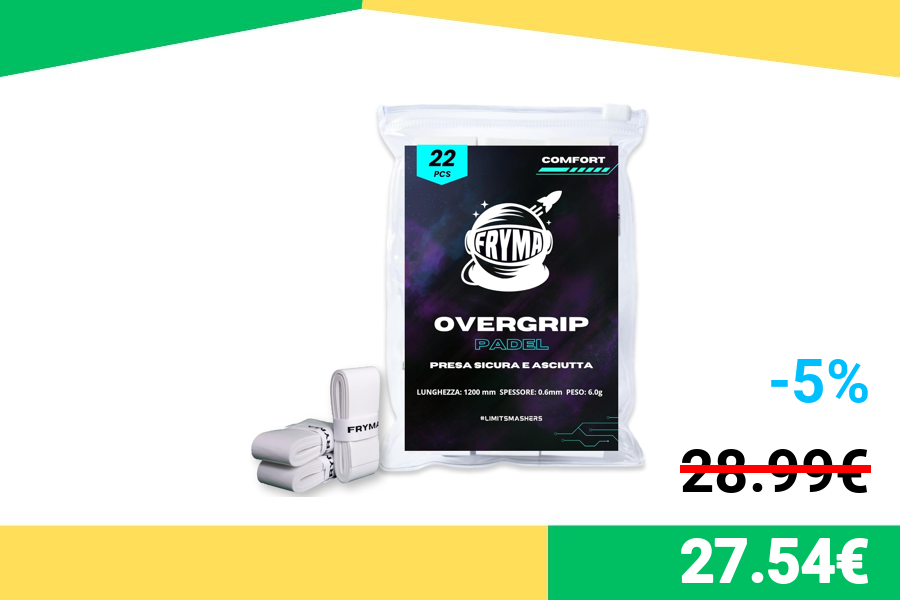 22
PCS
COMFORT
FRYMA
OVERGRIP
PADEL
PRESA SICURA E ASCIUTTA
LUNGHEZZA: 1200 mm SPESSORE: 0.6mm PESO: 6.0g
#LIMITSMASHERS
FRYMA
-5%
28.99€
27.54€